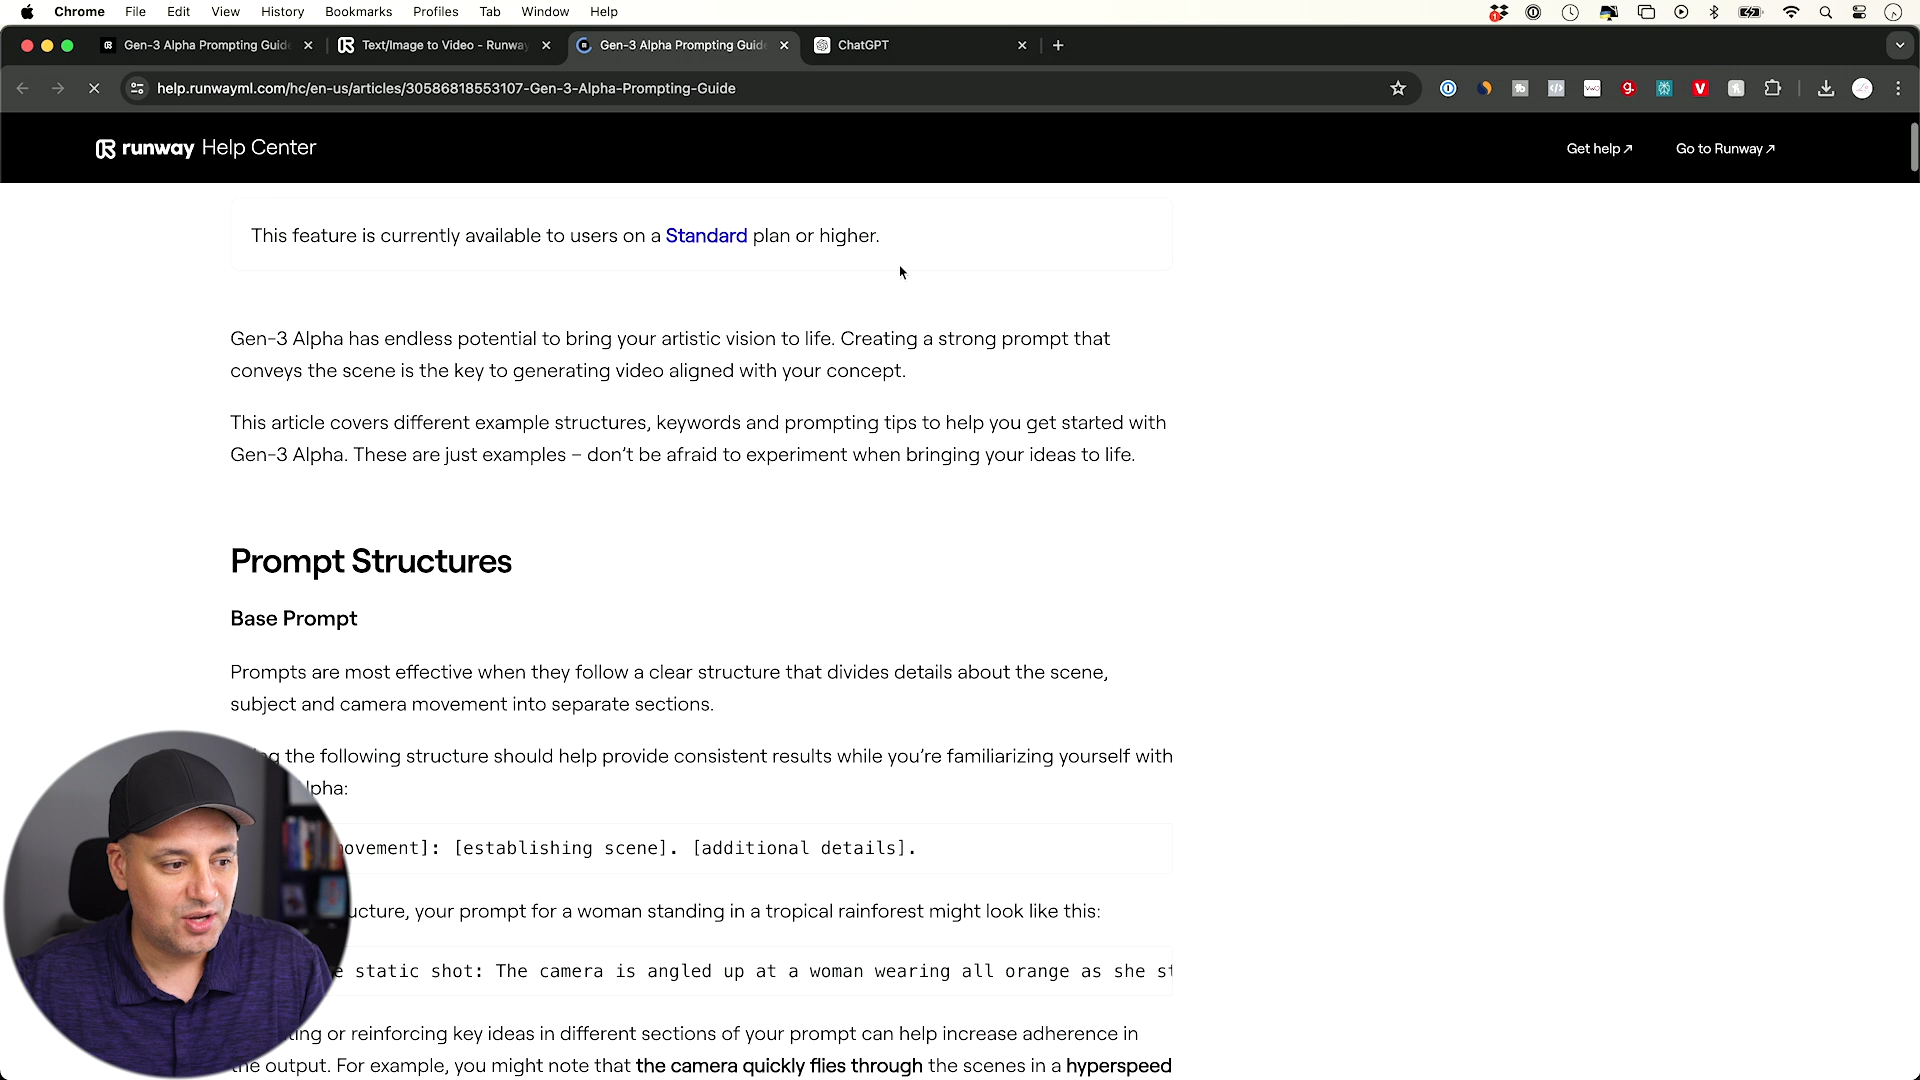 Chrome File Edit View History Bookmarks Profiles Tab Window Help
Gen-3 Alpha Prompting Guide Text/Image to Video - Runway Gen-3 Alpha Prompting Guide ChatGPT
help.runwayml.com/hc/en-us/articles/30586818553107-Gen-3-Alpha-Prompting-Guide
runway Help Center Get help ↗ Go to Runway ↗
This feature is currently available to users on a Standard plan or higher.
Gen-3 Alpha has endless potential to bring your artistic vision to life. Creating a strong prompt that
conveys the scene is the key to generating video aligned with your concept.
This article covers different example structures, keywords and prompting tips to help you get started with
Gen-3 Alpha. These are just examples – don't be afraid to experiment when bringing your ideas to life.
Prompt Structures
Base Prompt
Prompts are most effective when they follow a clear structure that divides details about the scene,
subject and camera movement into separate sections.
the following structure should help provide consistent results while you're familiarizing yourself with
[establishing scene]. [additional details].
your prompt for a woman standing in a tropical rainforest might look like this:
static shot: The camera is angled up at a woman wearing all orange as she
or reinforcing key ideas in different sections of your prompt can help increase adherence in
output. For example, you might note that the camera quickly flies through the scenes in a hyperspeed